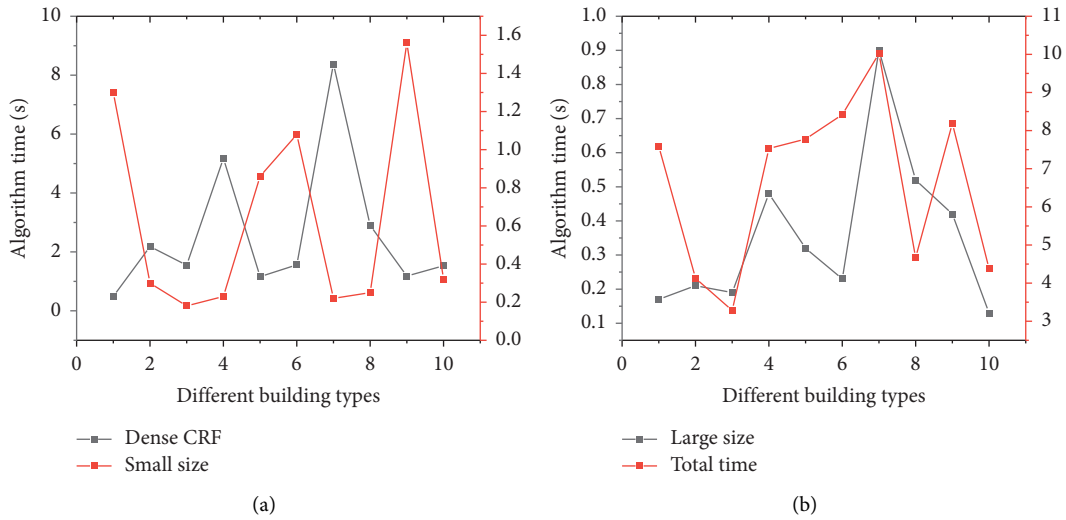 10
8
6
4
2
0
Algorithm time (s)
1.6
1.4
1.2
1.0
0.8
0.6
0.4
0.2
0.0
0 2 4 6 8 10
Different building types
Dense CRF
Small size
(a)
1.0
0.9
0.8
0.7
0.6
0.5
0.4
0.3
0.2
0.1
Algorithm time (s)
11
10
9
8
7
6
5
4
3
0 2 4 6 8 10
Different building types
Large size
Total time
(b)